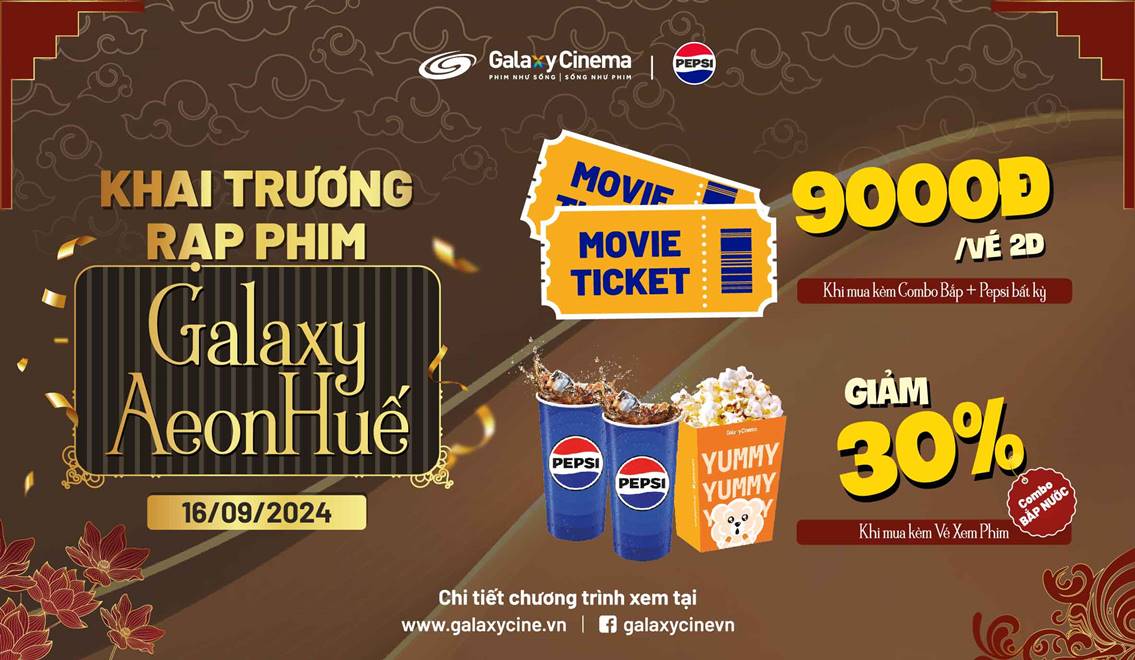 Galaxy Cinema
PHIM NHƯ SỐNG | SỐNG NHƯ PHIM
PEPSI
KHAI TRƯƠNG
RẠP PHIM
Galaxy
AeonHuế
16/09/2024
MOVIE
MOVIE
TICKET
9000Đ
/VÉ 2D
Khi mua kèm Combo Bắp + Pepsi bất kỳ
PEPSI
PEPSI
Galaxy Cinema
YUMMY
YUMMY
GIẢM
30%
Combo
BẮP NƯỚC
Khi mua kèm Vé Xem Phim
Chi tiết chương trình xem tại
www.galaxycine.vn | galaxycinevn